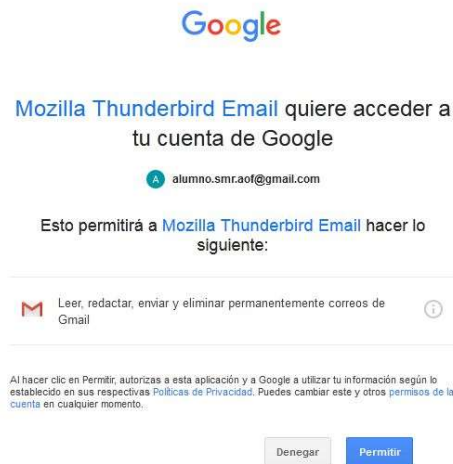 Google
Mozilla Thunderbird Email quiere acceder a
tu cuenta de Google
A alumno.smr.aof@gmail.com
Esto permitirá a Mozilla Thunderbird Email hacer lo
siguiente:
Leer, redactar, enviar y eliminar permanentemente correos de
Gmail
Al hacer clic en Permitir, autorizas a esta aplicación y a Google a utilizar tu información según lo
establecido en sus respectivas Políticas de Privacidad. Puedes cambiar este y otros permisos de la
cuenta en cualquier momento.
Denegar Permitir